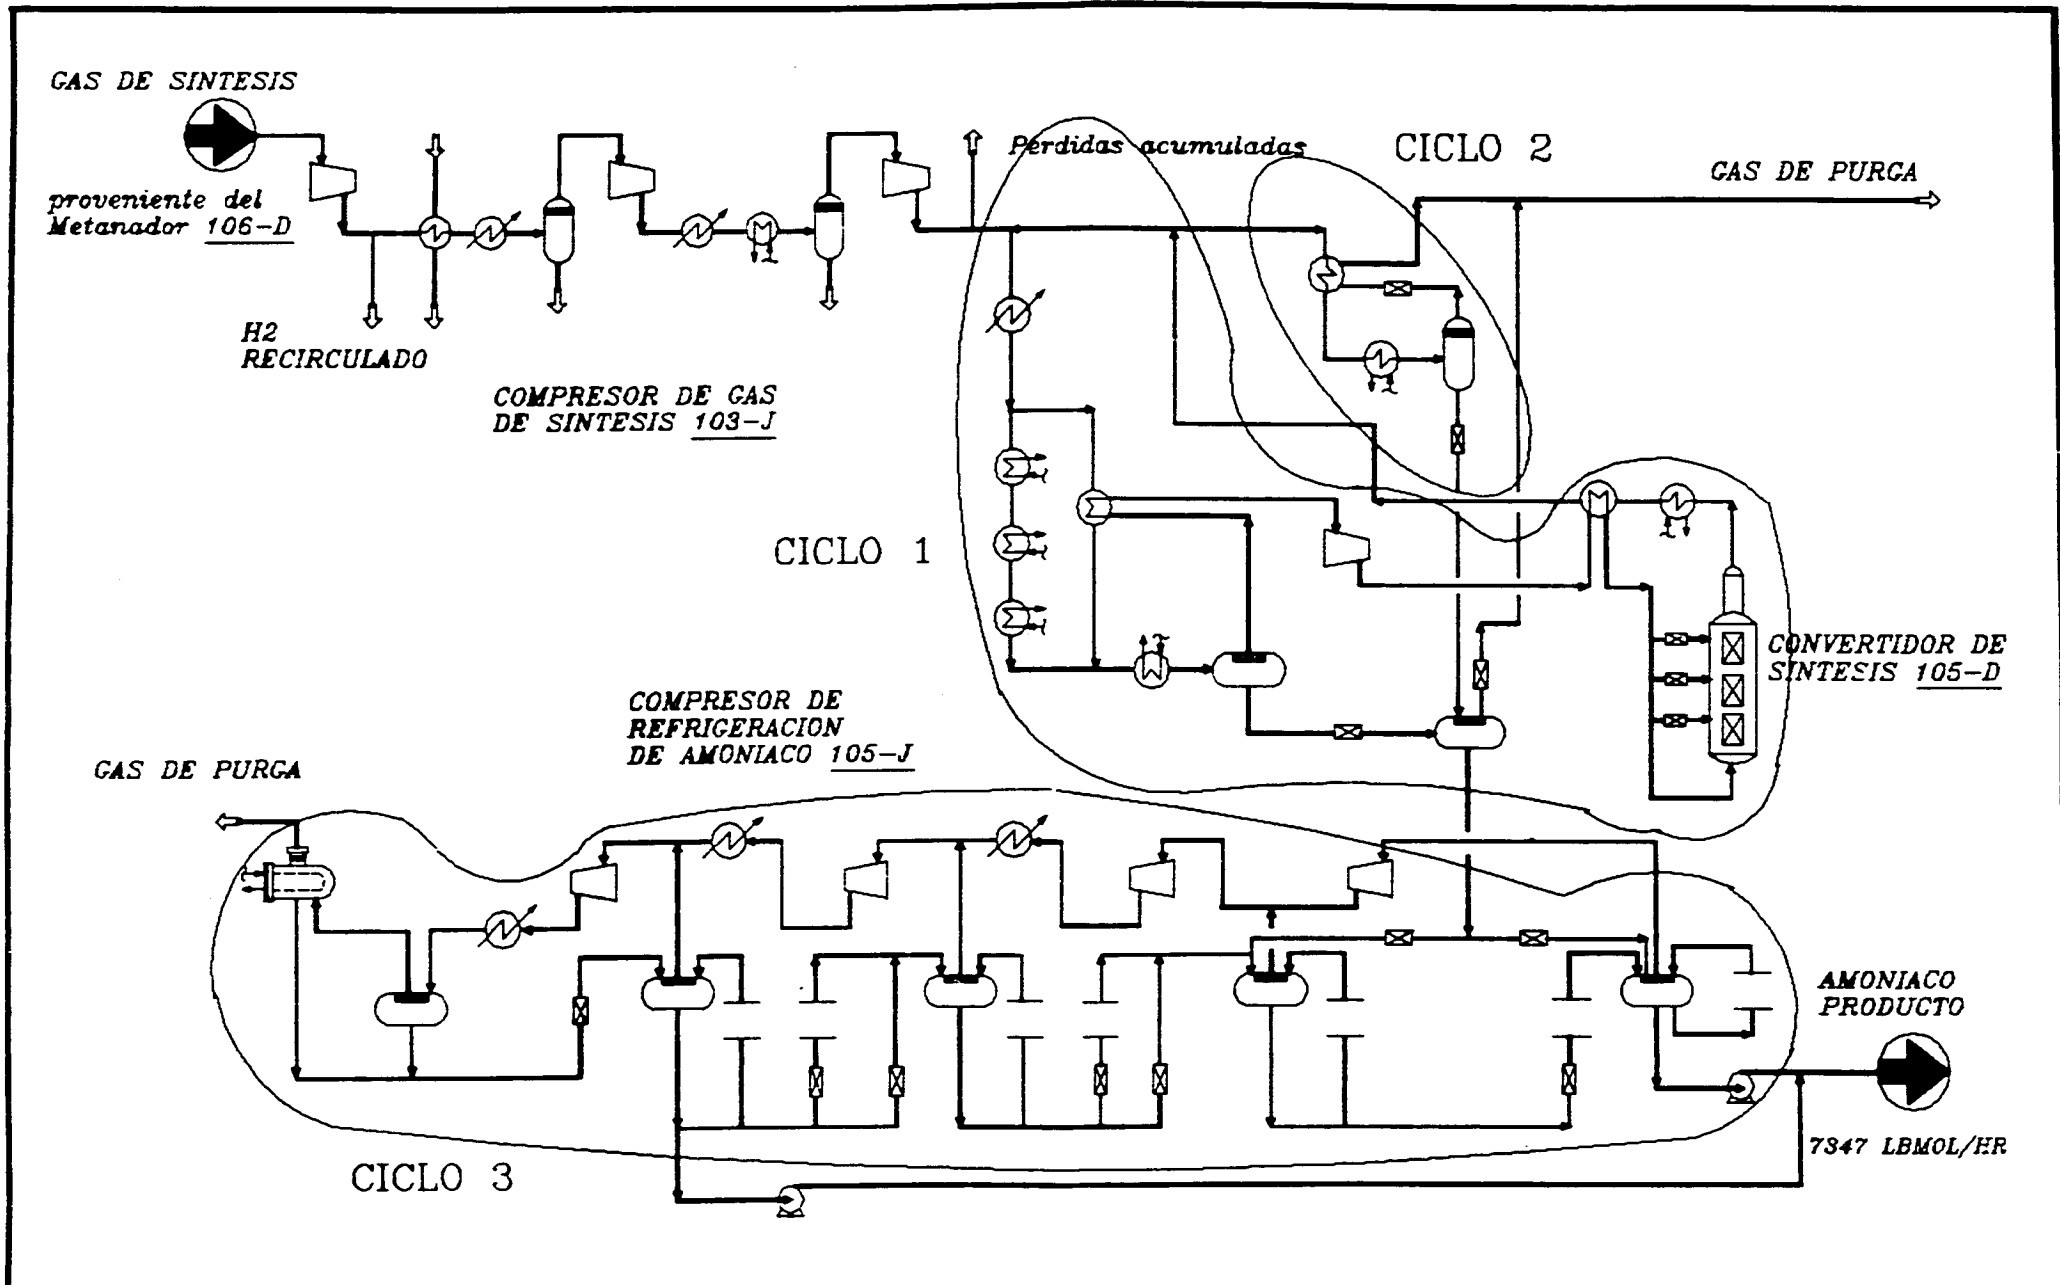 GAS DE SINTESIS
proveniente del
Metanador 106-D
H2
RECIRCULADO
COMPRESOR DE GAS
DE SINTESIS 103-J
Pérdidas acumuladas
CICLO 2
GAS DE PURGA
CICLO 1
CONVERTIDOR DE
SINTESIS 105-D
COMPRESOR DE
REFRIGERACION
DE AMONIACO 105-J
GAS DE PURGA
AMONIACO
PRODUCTO
7347 LBMOL/HR
CICLO 3